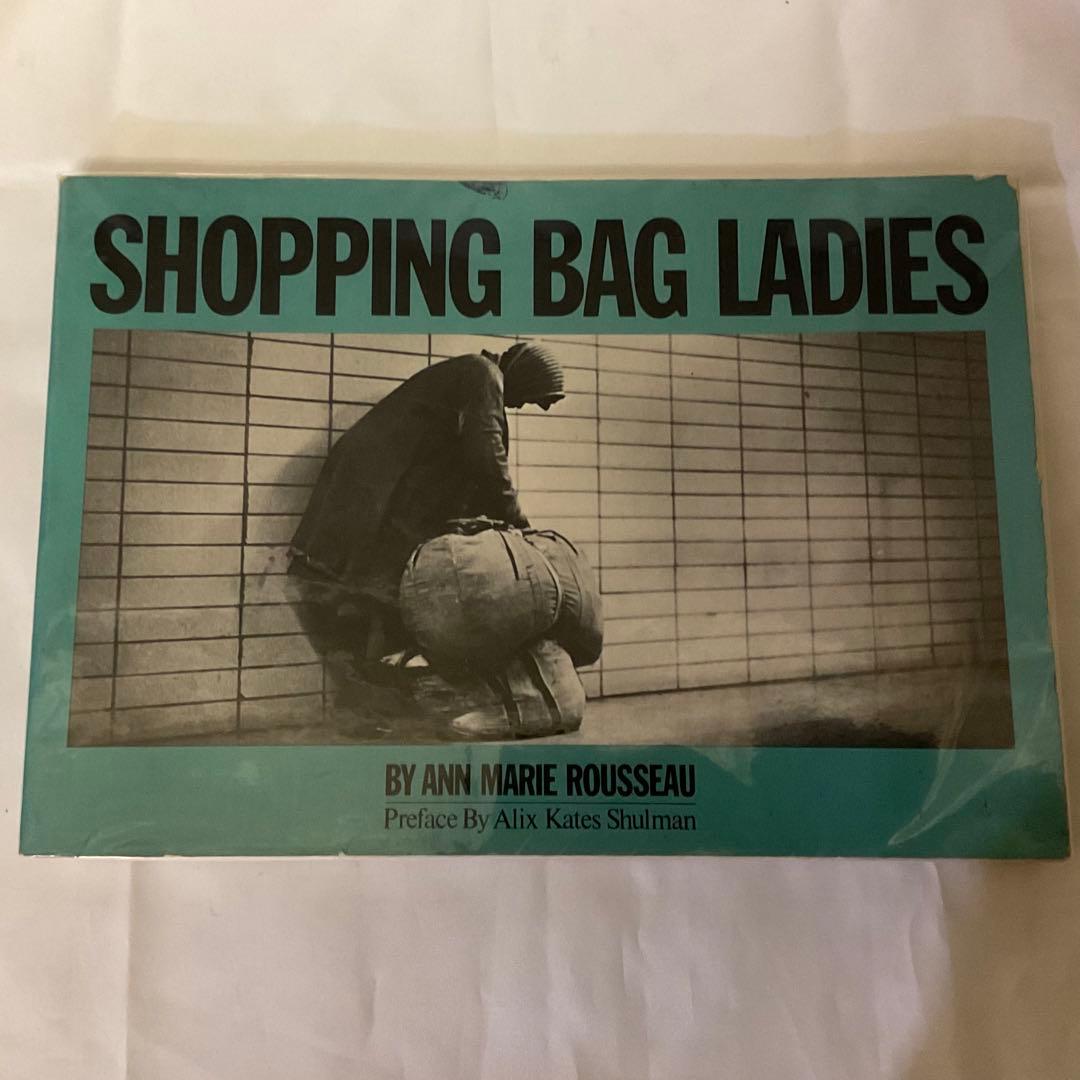 SHOPPING BAG LADIES
BY ANN MARIE ROUSSEAU
Preface By Alix Kates Shulman